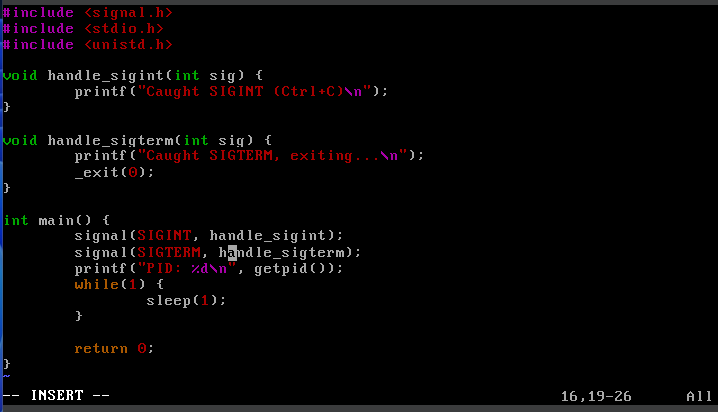 #include <signal.h>
#include <stdio.h>
#include <unistd.h>

void handle_sigint(int sig) {
        printf("Caught SIGINT (Ctrl+C)\n");
}

void handle_sigterm(int sig) {
        printf("Caught SIGTERM, exiting...\n");
        _exit(0);
}

int main() {
        signal(SIGINT, handle_sigint);
        signal(SIGTERM, handle_sigterm);
        printf("PID: %d\n", getpid());
        while(1) {
                sleep(1);
        }

        return 0;
}
~
-- INSERT -- 16,19-26 All